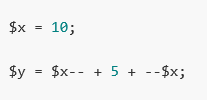 $x = 10;
$y = $x-- + 5 + --$x;